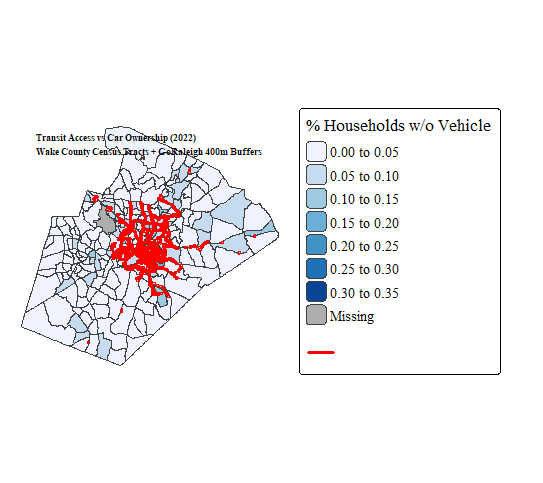 Transit Access vs Car Ownership (2022)
Wake County Census Tracts + GoRaleigh 400m Buffers
% Households w/o Vehicle
0.00 to 0.05
0.05 to 0.10
0.10 to 0.15
0.15 to 0.20
0.20 to 0.25
0.25 to 0.30
0.30 to 0.35
Missing